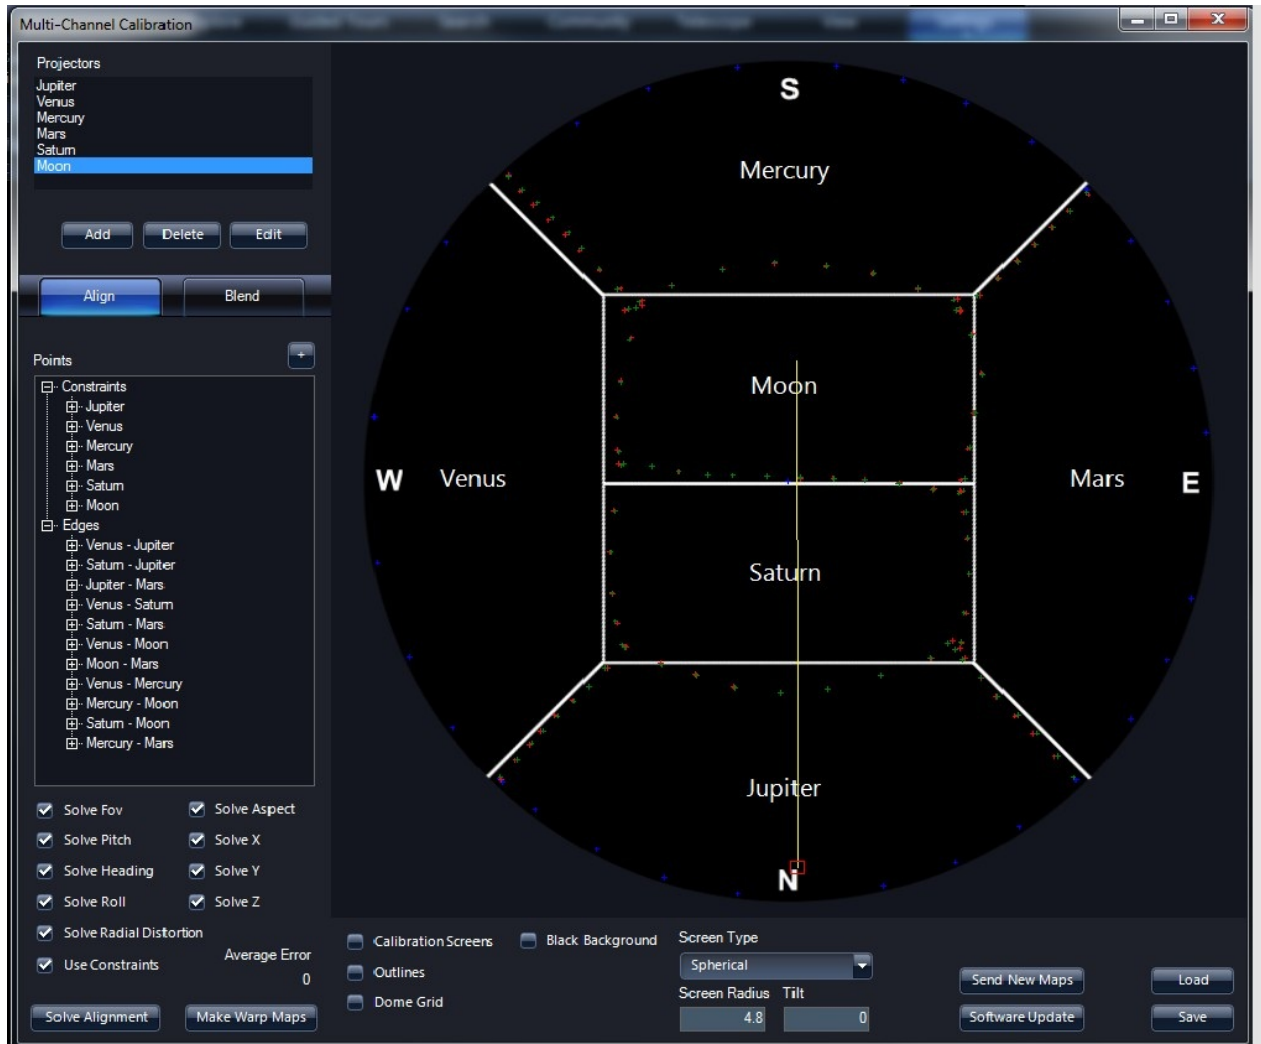 Multi-Channel Calibration
Projectors
Jupiter
Venus
Mercury
Mars
Saturn
Moon
Add Delete Edit
Align Blend
Points +
Constraints
Jupiter
Venus
Mercury
Mars
Saturn
Moon
Edges
Venus - Jupiter
Saturn - Jupiter
Jupiter - Mars
Venus - Saturn
Saturn - Mars
Venus - Moon
Moon - Mars
Venus - Mercury
Mercury - Moon
Saturn - Moon
Mercury - Mars
Solve Fov Solve Aspect
Solve Pitch Solve X
Solve Heading Solve Y
Solve Roll Solve Z
Solve Radial Distortion
Average Error
Use Constraints
0
Solve Alignment Make Warp Maps
S
Mercury
Moon
W Venus Mars E
Saturn
Jupiter
N
Calibration Screens Black Background
Outlines
Dome Grid
Screen Type
Spherical
Screen Radius Tilt
4.8 0
Send New Maps Load
Software Update Save